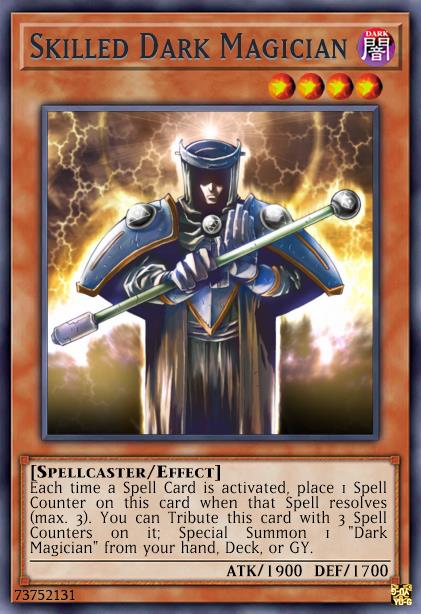 Skilled Dark Magician
DARK
闇
[Spellcaster/Effect]
Each time a Spell Card is activated, place 1 Spell
Counter on this card when that Spell resolves
(max. 3). You can Tribute this card with 3 Spell
Counters on it; Special Summon 1 "Dark
Magician" from your hand, Deck, or GY.
ATK/1900 DEF/1700
73752131